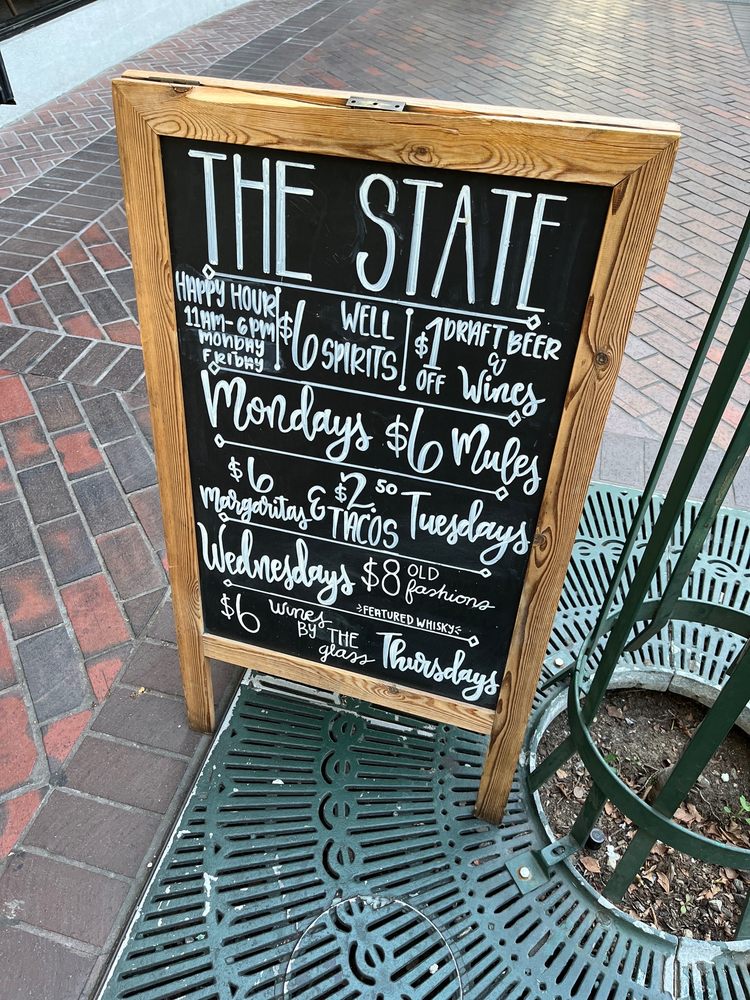 THE STATE
HAPPY HOUR
11AM-6PM
MONDAY
FRIDAY
$6 WELL
SPIRITS
$1 DRAFT BEER
OFF & Wines
Mondays $6 Mules
$6 Margaritas & $2.50 TACOS Tuesdays
Wednesdays $8 OLD fashions
FEATURED WHISKY
$6 wines BY THE glass Thursdays